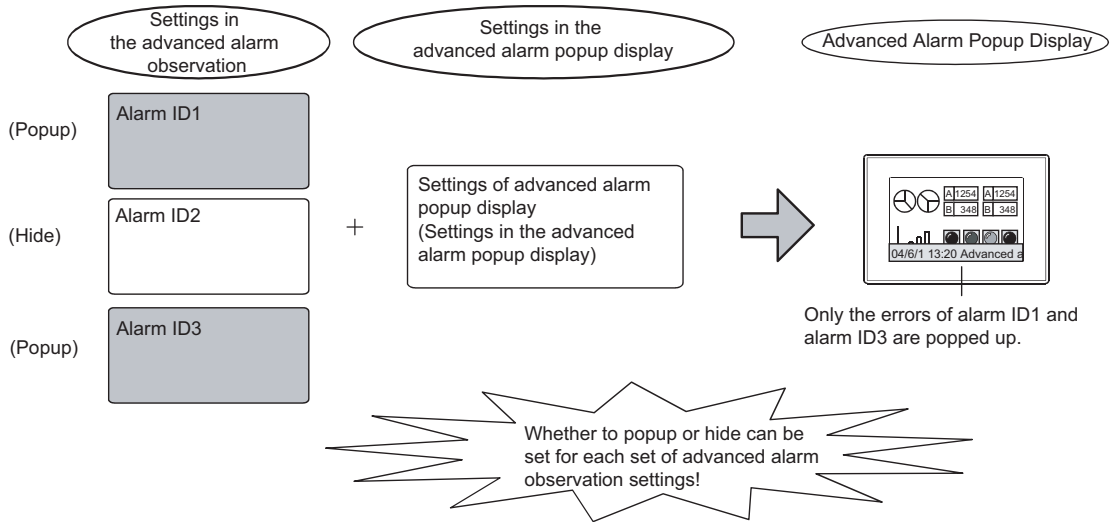 Settings in
the advanced alarm
observation
Settings in the
advanced alarm popup display
Advanced Alarm Popup Display
(Popup)
Alarm ID1
(Hide)
Alarm ID2
(Popup)
Alarm ID3
+
Settings of advanced alarm
popup display
(Settings in the advanced
alarm popup display)
A 1254 A 1254
B 348 B 348
04/6/1 13:20 Advanced a
Only the errors of alarm ID1 and
alarm ID3 are popped up.
Whether to popup or hide can be
set for each set of advanced alarm
observation settings!